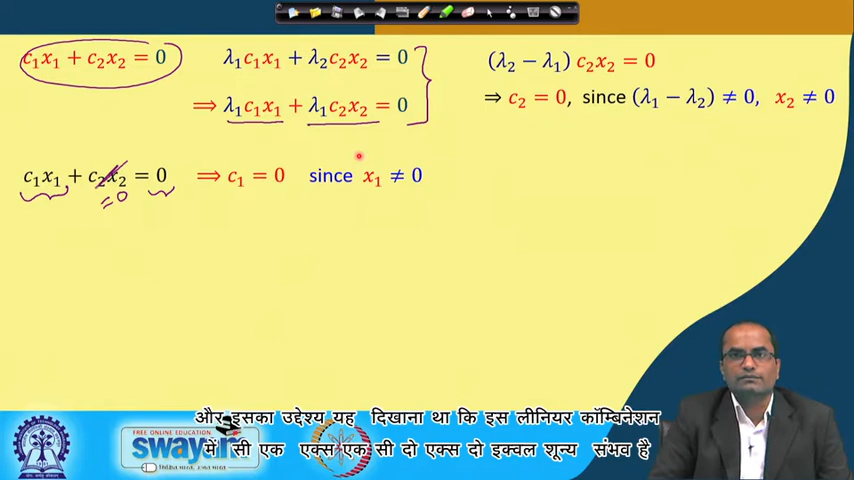 c₁x₁ + c₂x₂ = 0
λ₁c₁x₁ + λ₂c₂x₂ = 0
⟹ λ₁c₁x₁ + λ₁c₂x₂ = 0
(λ₂ − λ₁) c₂x₂ = 0
⇒ c₂ = 0, since (λ₁ − λ₂) ≠ 0, x₂ ≠ 0
c₁x₁ + c₂x₂ = 0 ⟹ c₁ = 0 since x₁ ≠ 0
= 0
और इसका उद्देश्य यह दिखाना था कि इस लीनियर कॉम्बिनेशन
में सी एक एक्स एक सी दो एक्स दो इक्वल शून्य संभव है
FREE ONLINE EDUCATION
swayam